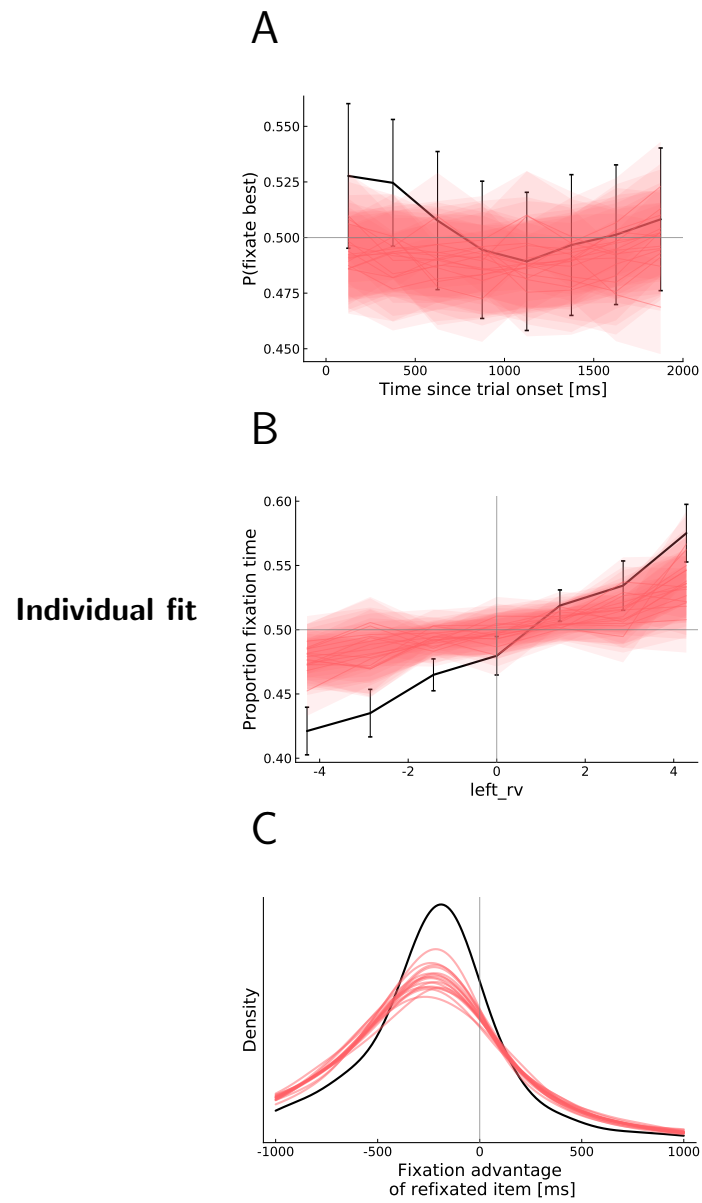 A
0.550
0.525
0.500
0.475
0.450
P(fixate best)
0 500 1000 1500 2000
Time since trial onset [ms]
B
0.60
0.55
0.50
0.45
0.40
Proportion fixation time
Individual fit
-4 -2 0 2 4
left_rv
C
Density
-1000 -500 0 500 1000
Fixation advantage
of refixated item [ms]